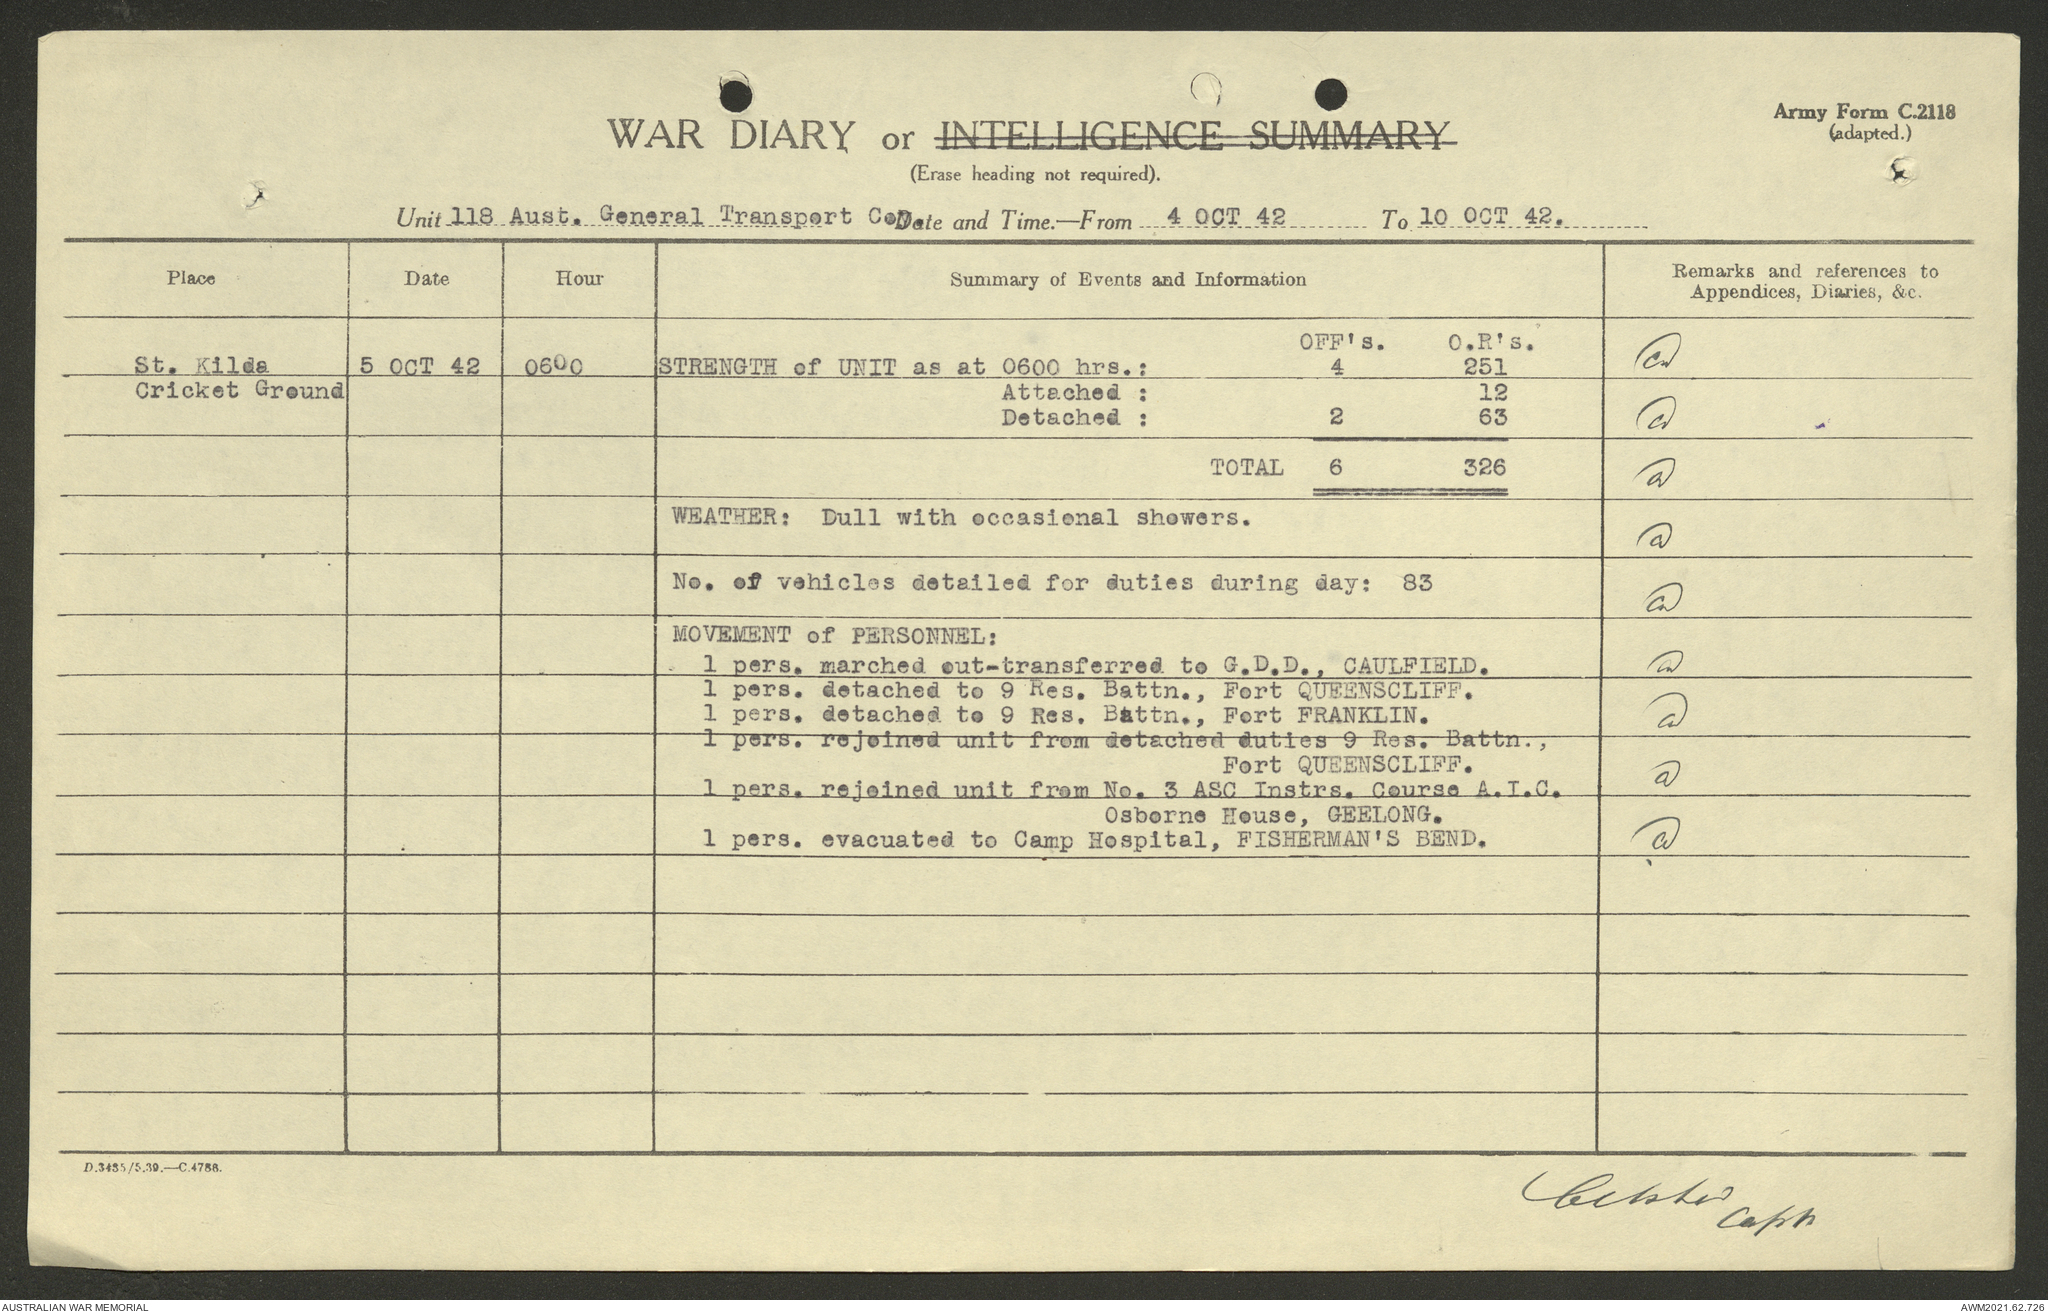 Army Form C.2118
(adapted.)
WAR DIARY or INTELLIGENCE SUMMARY
(Erase heading not required).
Unit 118 Aust. General Transport Coy. Date and Time.—From 4 OCT 42 To 10 OCT 42.
Place Date Hour Summary of Events and Information Remarks and references to
Appendices, Diaries, &c.
OFF's. O.R's.
St. Kilda 5 OCT 42 0600 STRENGTH of UNIT as at 0600 hrs.: 4 251
Cricket Ground Attached : 12
Detached : 2 63
TOTAL 6 326
WEATHER: Dull with occasional showers.
No. of vehicles detailed for duties during day: 83
MOVEMENT of PERSONNEL:
1 pers. marched out-transferred to G.D.D., CAULFIELD.
1 pers. detached to 9 Res. Battn., Fort QUEENSCLIFF.
1 pers. detached to 9 Res. Battn., Fort FRANKLIN.
1 pers. rejoined unit from detached duties 9 Res. Battn.,
Fort QUEENSCLIFF.
1 pers. rejoined unit from No. 3 ASC Instrs. Course A.I.C.
Osborne House, GEELONG.
1 pers. evacuated to Camp Hospital, FISHERMAN'S BEND.
D.3485/5.39.—C.4786.
Capt
AUSTRALIAN WAR MEMORIAL AWM2021.62.726